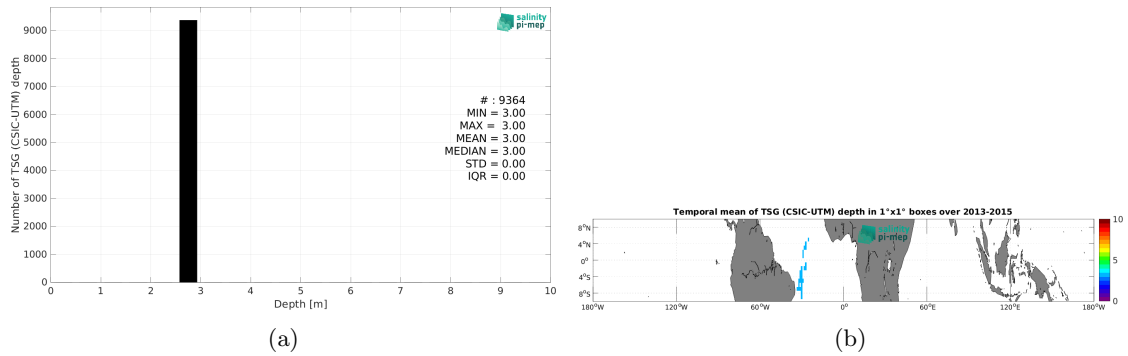 9000
8000
7000
6000
5000
4000
3000
2000
1000
0
Number of TSG (CSIC-UTM) depth
salinity
pi-mep
# : 9364
MIN = 3.00
MAX = 3.00
MEAN = 3.00
MEDIAN = 3.00
STD = 0.00
IQR = 0.00
0 1 2 3 4 5 6 7 8 9 10
Depth [m]
(a)
Temporal mean of TSG (CSIC-UTM) depth in 1°x1° boxes over 2013-2015
salinity
pi-mep
8°N
4°N
0°
4°S
8°S
180°W 120°W 60°W 0° 60°E 120°E 180°W
10
5
0
(b)